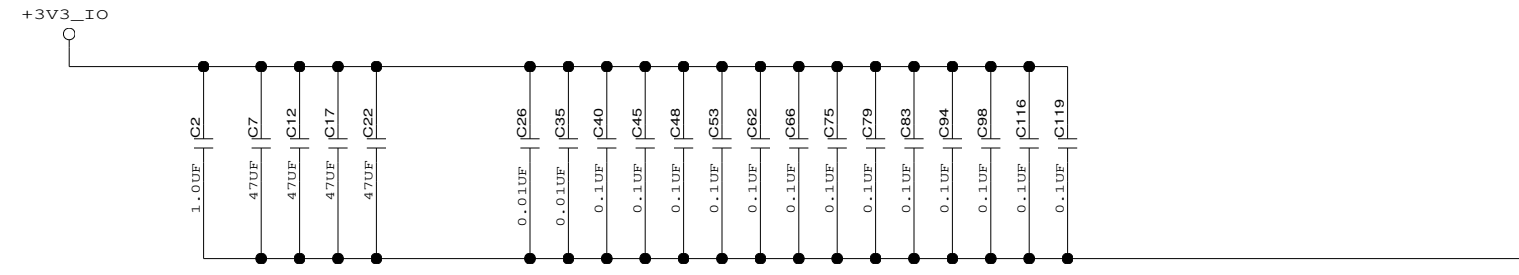 +3V3_IO
C2
C7
C12
C17
C22
C26
C35
C40
C45
C48
C53
C62
C66
C75
C79
C83
C94
C98
C116
C119
1.0UF
47UF
47UF
47UF
47UF
0.01UF
0.01UF
0.1UF
0.1UF
0.1UF
0.1UF
0.1UF
0.1UF
0.1UF
0.1UF
0.1UF
0.1UF
0.1UF
0.1UF
0.1UF